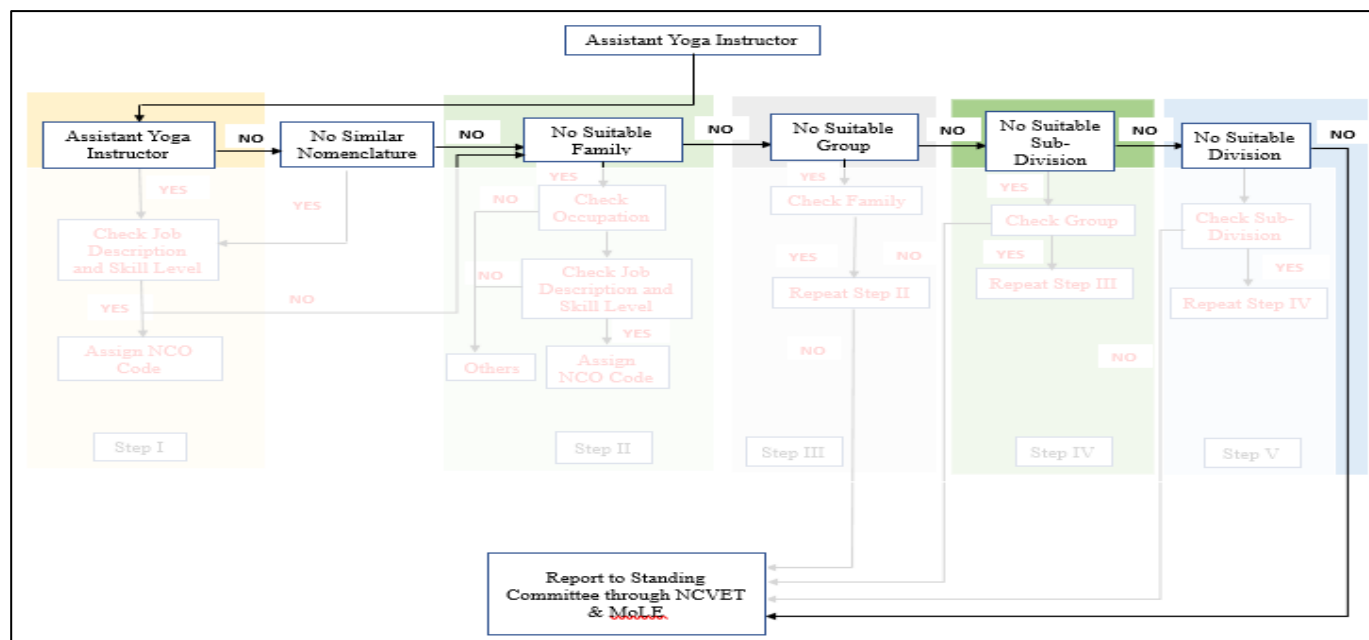 Assistant Yoga Instructor
Assistant Yoga
Instructor
NO
No Similar
Nomenclature
NO
No Suitable
Family
NO
No Suitable
Group
NO
No Suitable
Sub-
Division
NO
No Suitable
Division
NO
YES
YES
Check Job
Description
and Skill Level
YES
NO
Assign NCO
Code
Step I
YES
NO
Check
Occupation
NO
Check Job
Description and
Skill Level
YES
Others
Assign
NCO Code
Step II
YES
Check Family
YES
NO
Repeat Step II
NO
Step III
YES
Check Group
YES
Repeat Step III
NO
Step IV
Check Sub-
Division
YES
Repeat Step IV
Step V
Report to Standing
Committee through NCVET
& MoLE